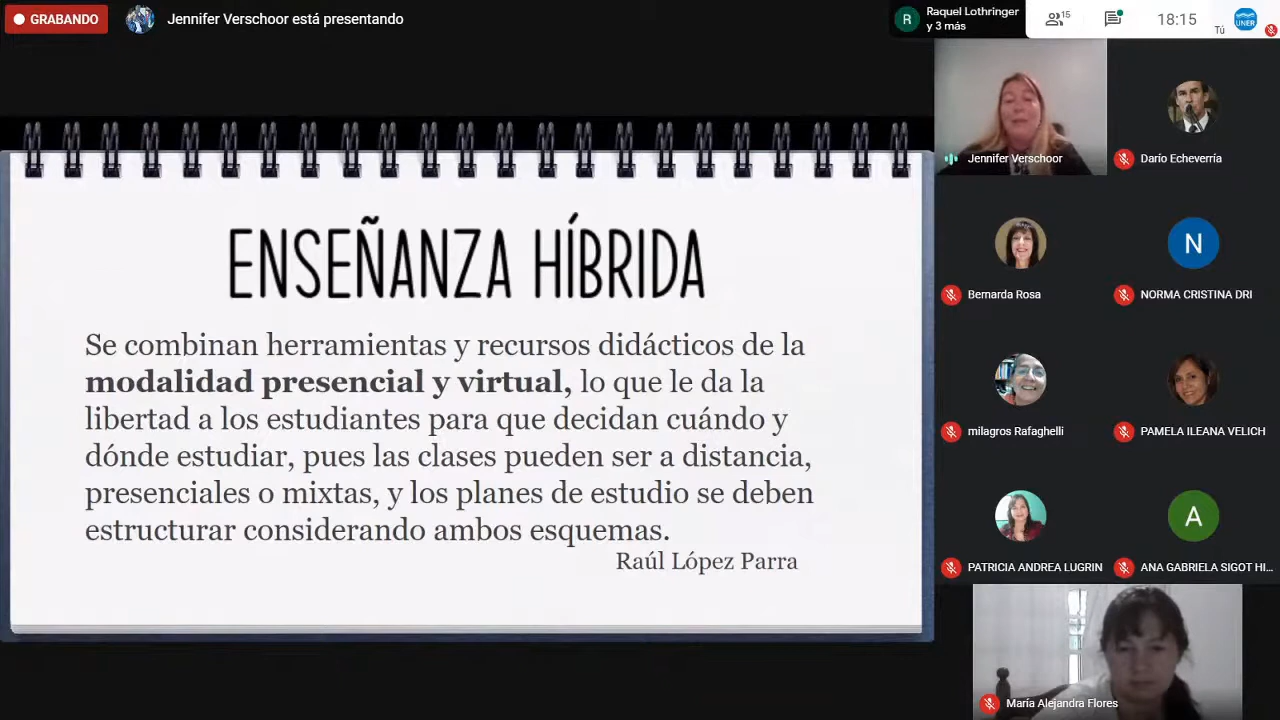 GRABANDO
Jennifer Verschoor está presentando
R
Raquel Lothringer
y 3 más
15
18:15
Tú
UNER
ENSEÑANZA HÍBRIDA
Se combinan herramientas y recursos didácticos de la
modalidad presencial y virtual, lo que le da la
libertad a los estudiantes para que decidan cuándo y
dónde estudiar, pues las clases pueden ser a distancia,
presenciales o mixtas, y los planes de estudio se deben
estructurar considerando ambos esquemas.
Raúl López Parra
Jennifer Verschoor
Darío Echeverría
Bernarda Rosa
N
NORMA CRISTINA DRI
milagros Rafaghelli
PAMELA ILEANA VELICH
PATRICIA ANDREA LUGRIN
A
ANA GABRIELA SIGOT HI...
María Alejandra Flores